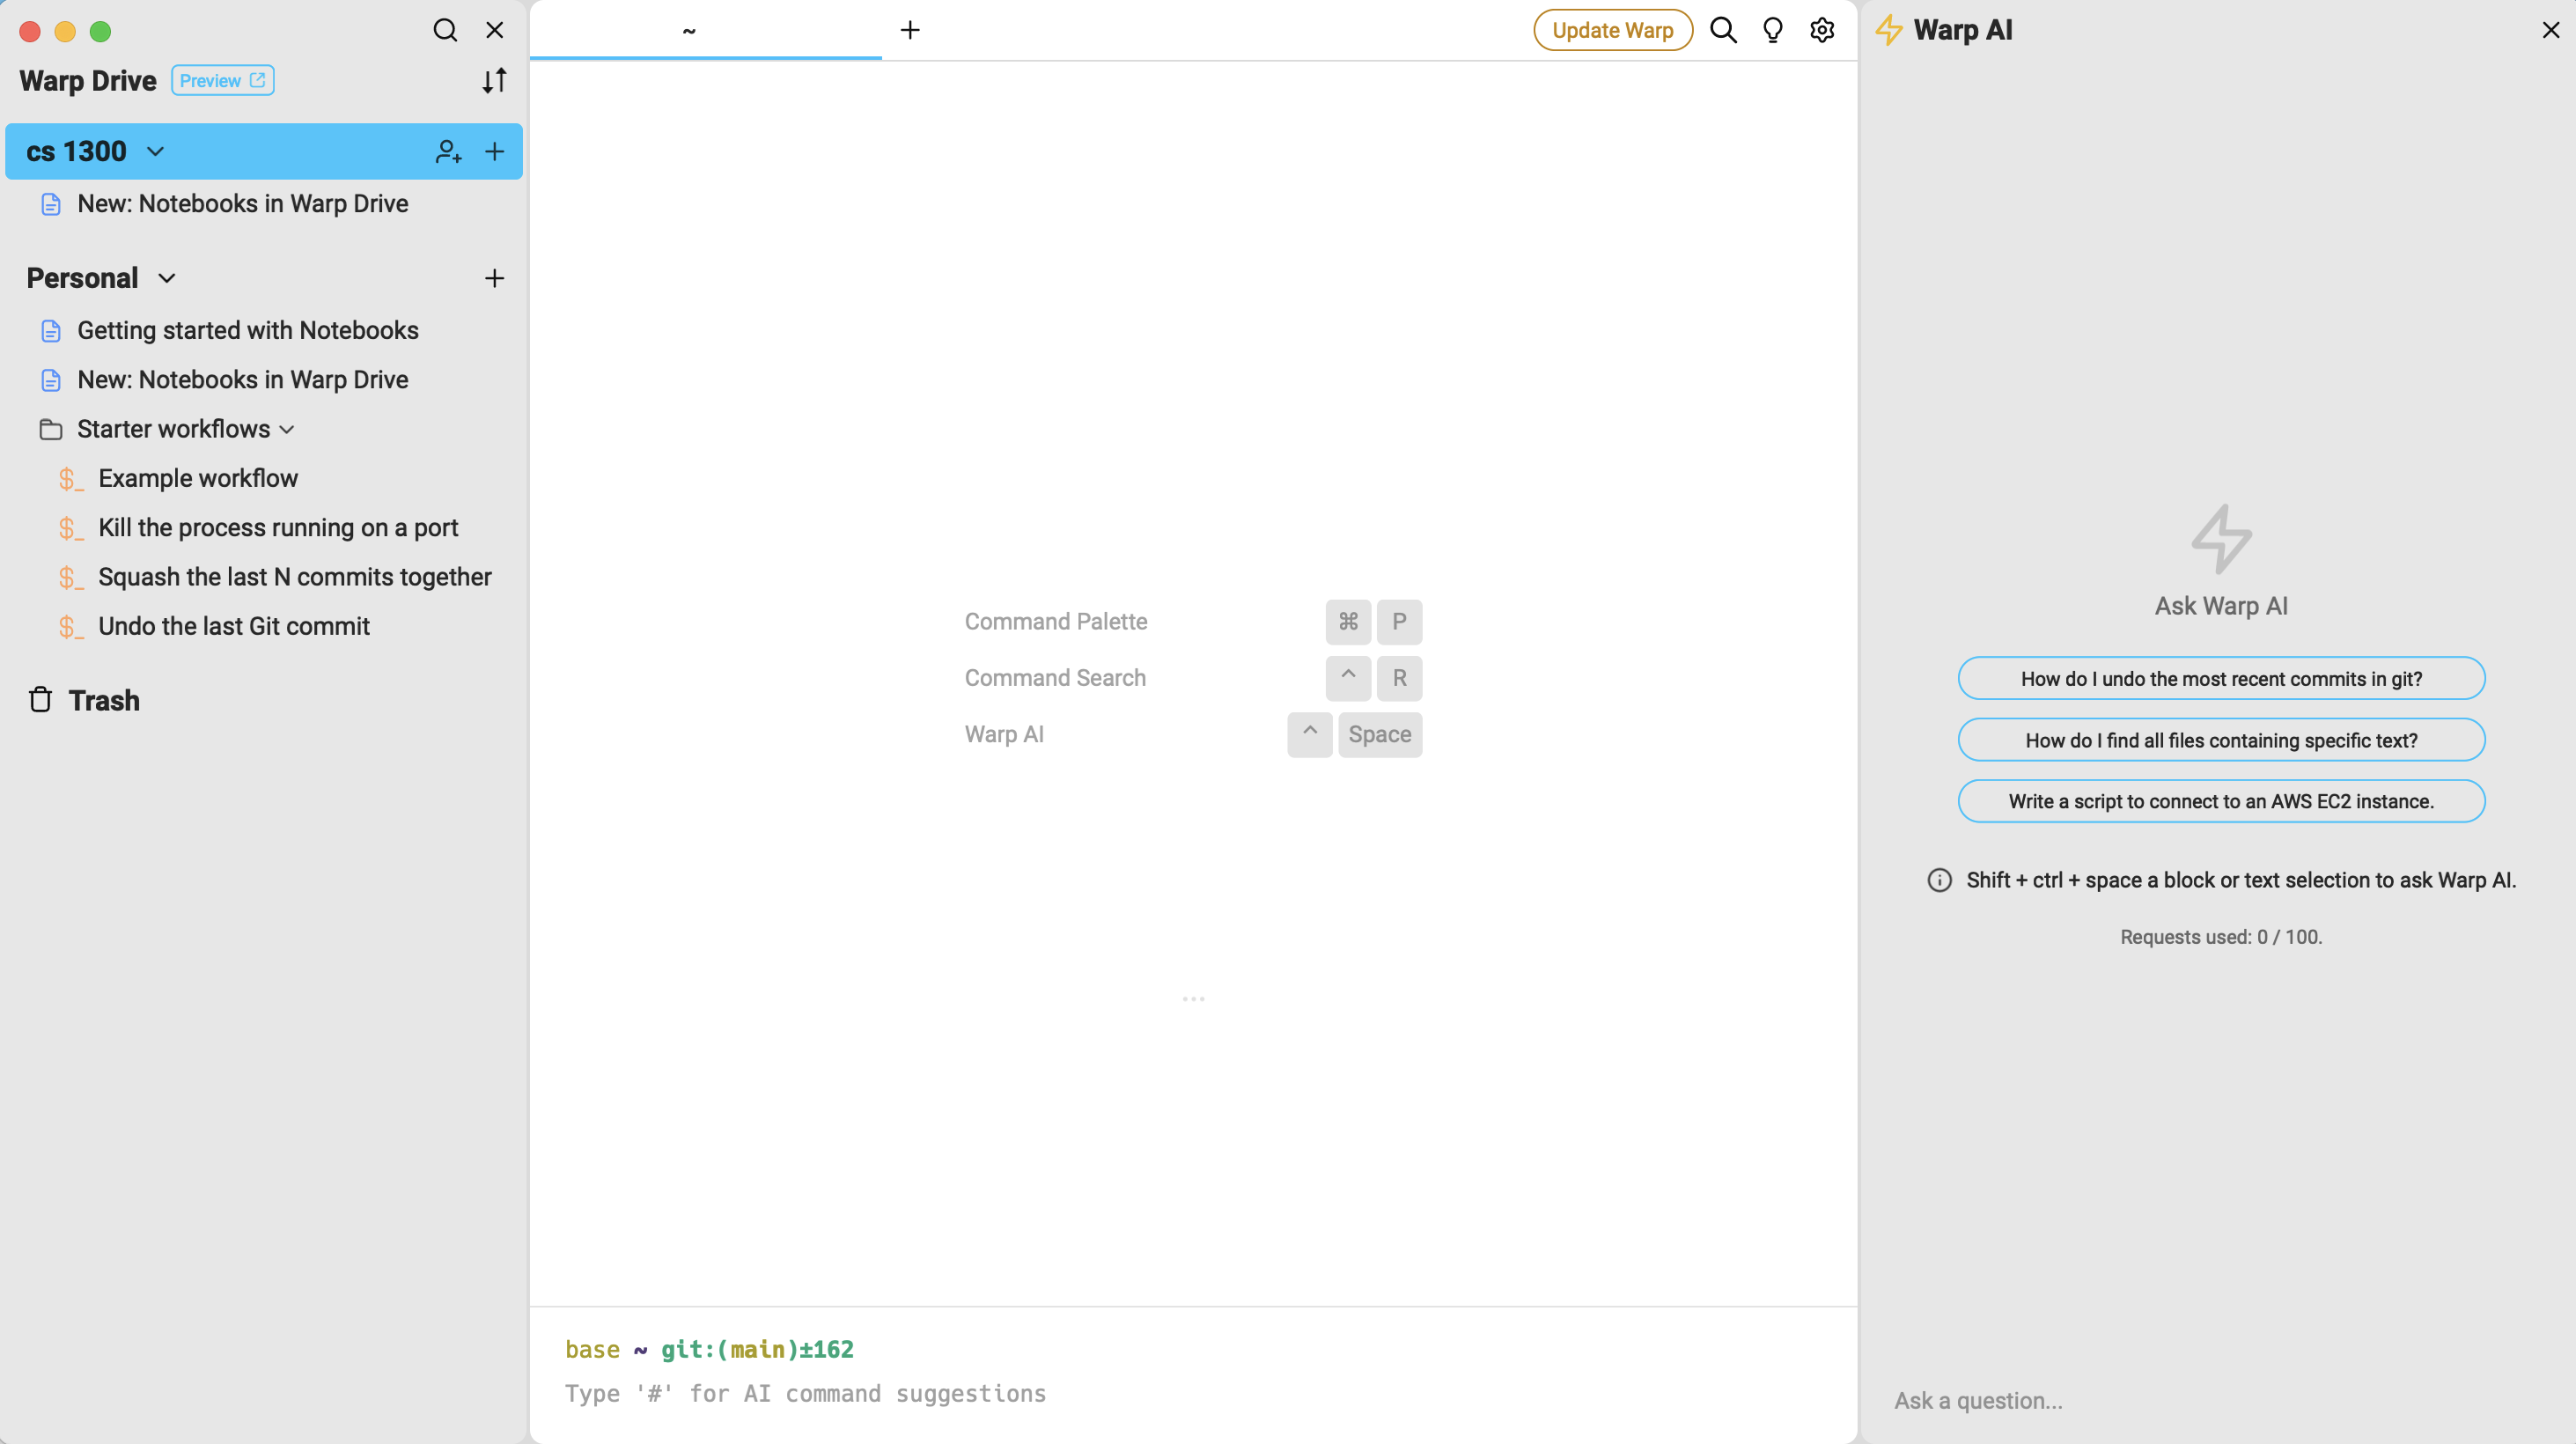 Warp Drive
Preview
cs 1300
New: Notebooks in Warp Drive
Personal
Getting started with Notebooks
New: Notebooks in Warp Drive
Starter workflows
$_ Example workflow
$_ Kill the process running on a port
$_ Squash the last N commits together
$_ Undo the last Git commit
Trash
~
Update Warp
Command Palette ⌘ P
Command Search ^ R
Warp AI ^ Space
base ~ git:(main)±162
Type '#' for AI command suggestions
Warp AI
Ask Warp AI
How do I undo the most recent commits in git?
How do I find all files containing specific text?
Write a script to connect to an AWS EC2 instance.
Shift + ctrl + space a block or text selection to ask Warp AI.
Requests used: 0 / 100.
Ask a question...